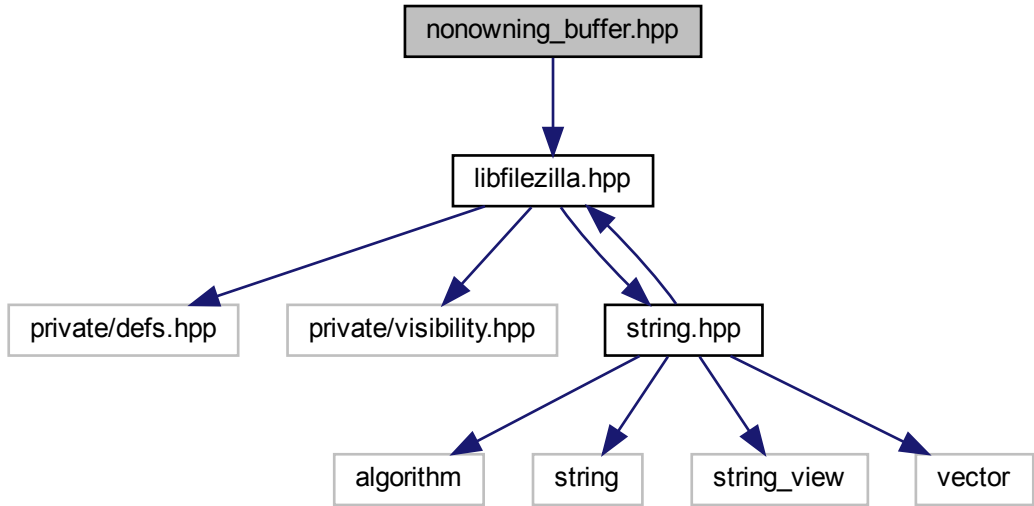 nonowning_buffer.hpp
libfilezilla.hpp
private/defs.hpp
private/visibility.hpp
string.hpp
algorithm
string
string_view
vector